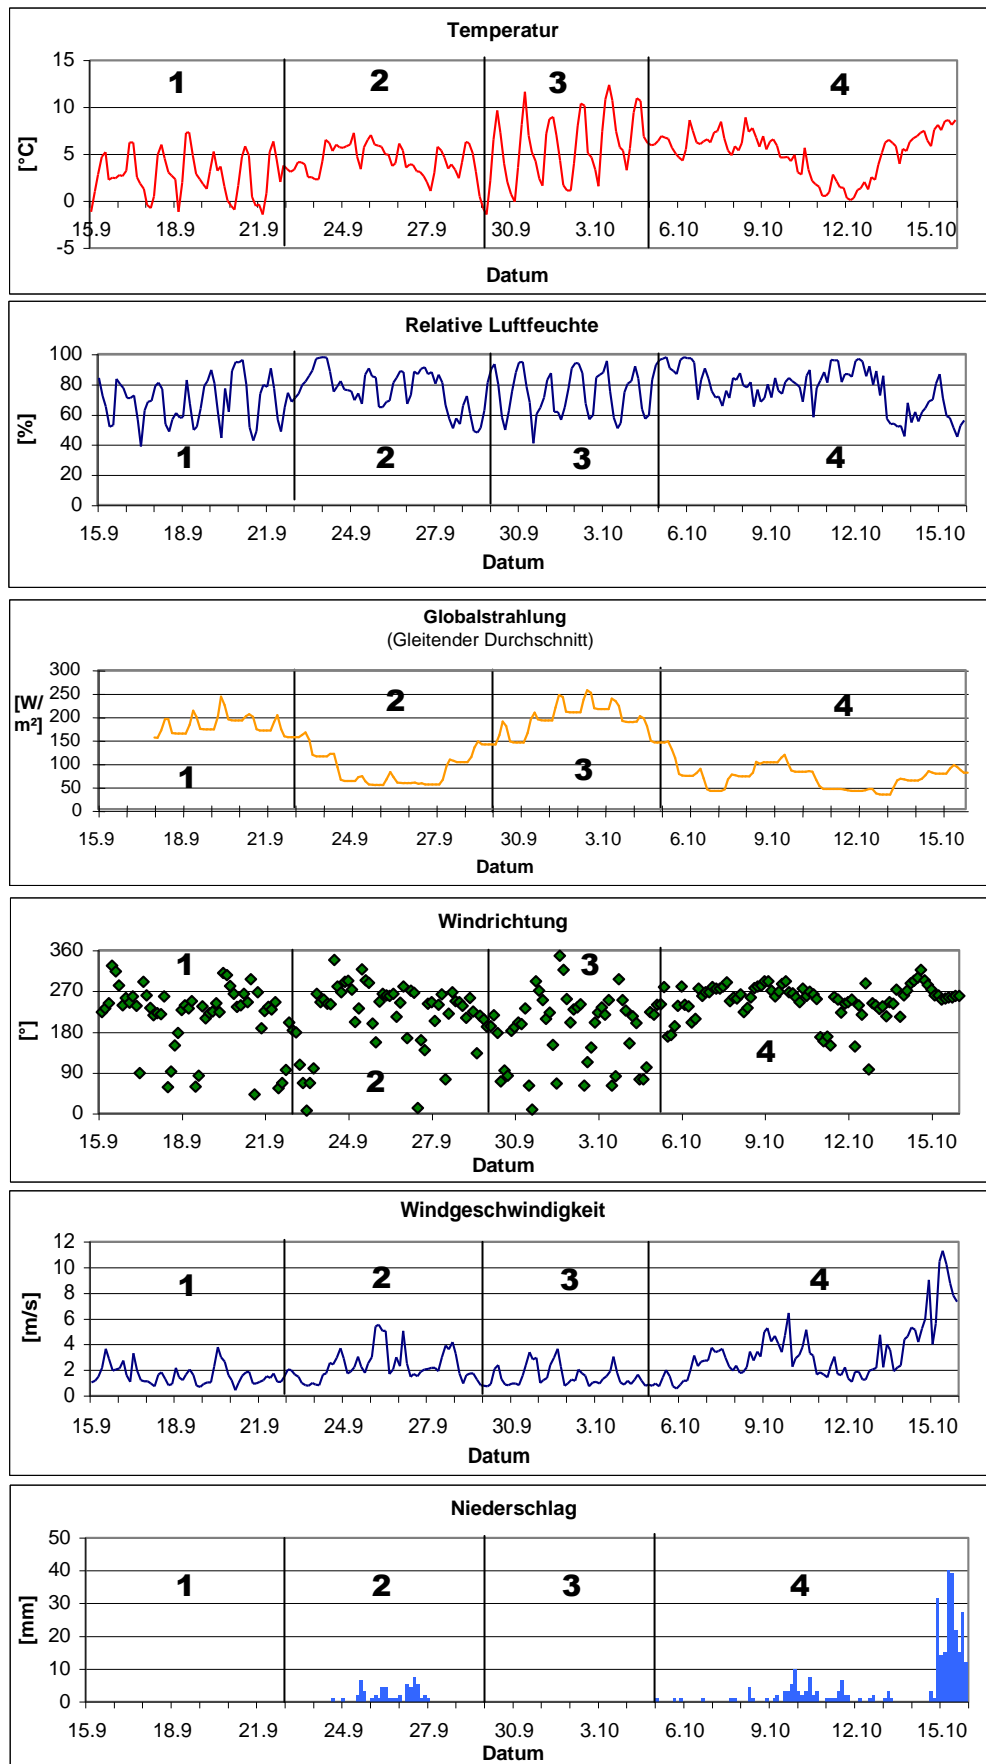 Temperatur
15
10
5
0
-5
[°C]
1
2
3
4
15.9 18.9 21.9 24.9 27.9 30.9 3.10 6.10 9.10 12.10 15.10
Datum
Relative Luftfeuchte
100
80
60
40
20
0
[%]
1
2
3
4
15.9 18.9 21.9 24.9 27.9 30.9 3.10 6.10 9.10 12.10 15.10
Datum
Globalstrahlung
(Gleitender Durchschnitt)
300
250
200
150
100
50
0
[W/
m²]
1
2
3
4
15.9 18.9 21.9 24.9 27.9 30.9 3.10 6.10 9.10 12.10 15.10
Datum
Windrichtung
360
270
180
90
0
[°]
1
2
3
4
15.9 18.9 21.9 24.9 27.9 30.9 3.10 6.10 9.10 12.10 15.10
Datum
Windgeschwindigkeit
12
10
8
6
4
2
0
[m/s]
1
2
3
4
15.9 18.9 21.9 24.9 27.9 30.9 3.10 6.10 9.10 12.10 15.10
Datum
Niederschlag
50
40
30
20
10
0
[mm]
1
2
3
4
15.9 18.9 21.9 24.9 27.9 30.9 3.10 6.10 9.10 12.10 15.10
Datum